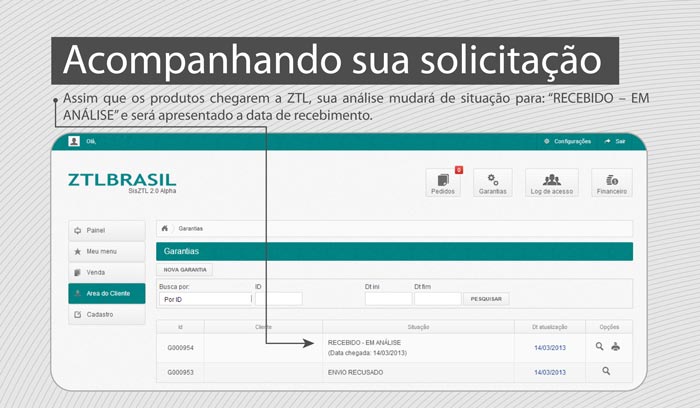 Acompanhando sua solicitação
Assim que os produtos chegarem a ZTL, sua análise mudará de situação para: “RECEBIDO – EM
ANÁLISE” e será apresentado a data de recebimento.
Olá,
Configurações
Sair
ZTLBRASIL
SisZTL 2.0 Alpha
Pedidos
9
Garantias
Log de acesso
Financeiro
Painel
Meu menu
Venda
Area do Cliente
Cadastro
Garantias
Garantias
NOVA GARANTIA
Busca por: ID Dt ini Dt fim
Por ID PESQUISAR
Id Cliente Situação Dt atualização Opções
G000954 RECEBIDO - EM ANÁLISE 14/03/2013
(Data chegada: 14/03/2013)
G000953 ENVIO RECUSADO 14/03/2013